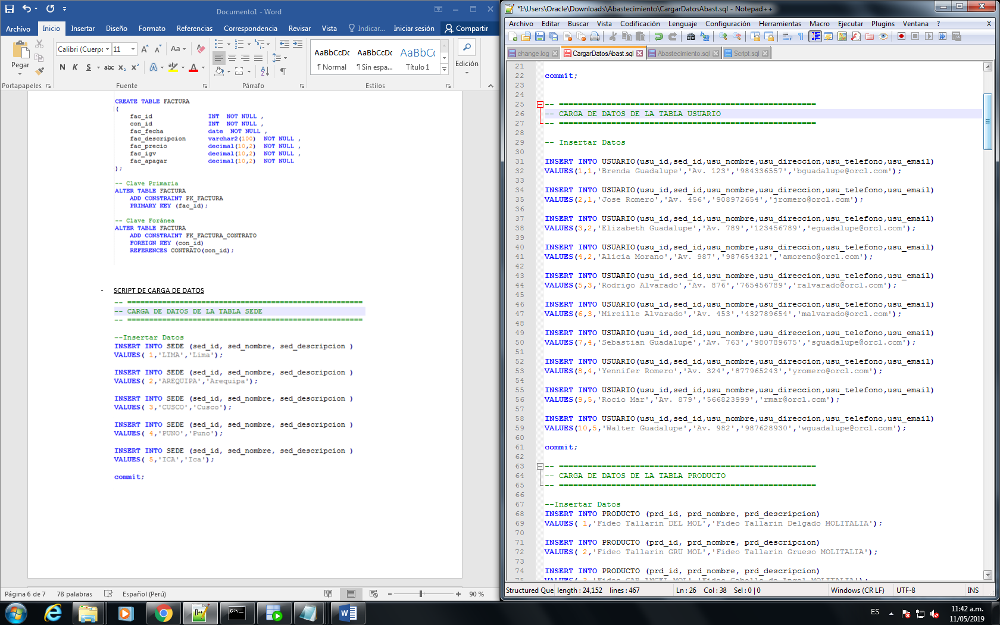 Documento1 - Word
Archivo Inicio Insertar Diseño Formato Referencias Correspondencia Revisar Vista Indicar... Iniciar sesión Compartir
Pegar
Calibri (Cuerpo 11
Aa
N K S abc x₂ x²
AaBbCcDc AaBbCcDc AaBbCc
¶ Normal ¶ Sin espa... Título 1
Edición
Portapapeles Fuente Párrafo Estilos
CREATE TABLE FACTURA
(
fac_id INT NOT NULL ,
con_id INT NOT NULL ,
fac_fecha date NOT NULL ,
fac_descripcion varchar2(100) NOT NULL ,
fac_precio decimal(10,2) NOT NULL ,
fac_igv decimal(10,2) NOT NULL ,
fac_apagar decimal(10,2) NOT NULL
);
-- Clave Primaria
ALTER TABLE FACTURA
ADD CONSTRAINT PK_FACTURA
PRIMARY KEY (fac_id);
-- Clave Foránea
ALTER TABLE FACTURA
ADD CONSTRAINT FK_FACTURA_CONTRATO
FOREIGN KEY (con_id)
REFERENCES CONTRATO(con_id);
- SCRIPT DE CARGA DE DATOS
-- ======================================================
-- CARGA DE DATOS DE LA TABLA SEDE
-- ======================================================
--Insertar Datos
INSERT INTO SEDE (sed_id, sed_nombre, sed_descripcion )
VALUES( 1,'LIMA','Lima');
INSERT INTO SEDE (sed_id, sed_nombre, sed_descripcion )
VALUES( 2,'AREQUIPA','Arequipa');
INSERT INTO SEDE (sed_id, sed_nombre, sed_descripcion )
VALUES( 3,'CUSCO','Cusco');
INSERT INTO SEDE (sed_id, sed_nombre, sed_descripcion )
VALUES( 4,'PUNO','Puno');
INSERT INTO SEDE (sed_id, sed_nombre, sed_descripcion )
VALUES( 5,'ICA','Ica');
commit;
Página 6 de 7 78 palabras Español (Perú) 90 %
*I:\Users\Oracle\Downloads\Abastecimiento\CargarDatosAbast.sql - Notepad++
Archivo Editar Buscar Vista Codificación Lenguaje Configuración Herramientas Macro Ejecutar Plugins Ventana ? X
change.log CargarDatosAbast.sql Abastecimiento.sql Script.sql
21
22 commit;
23
24
25 -- ======================================================
26 -- CARGA DE DATOS DE LA TABLA USUARIO
27 -- ======================================================
28
29 -- Insertar Datos
30
31 INSERT INTO USUARIO(usu_id,sed_id,usu_nombre,usu_direccion,usu_telefono,usu_email)
32 VALUES(1,1,'Brenda Guadalupe','Av. 123','984336557','bguadalupe@orcl.com');
33
34 INSERT INTO USUARIO(usu_id,sed_id,usu_nombre,usu_direccion,usu_telefono,usu_email)
35 VALUES(2,1,'Jose Romero','Av. 456','908972654','jromero@orcl.com');
36
37 INSERT INTO USUARIO(usu_id,sed_id,usu_nombre,usu_direccion,usu_telefono,usu_email)
38 VALUES(3,2,'Elizabeth Guadalupe','Av. 789','123456789','eguadalupe@orcl.com');
39
40 INSERT INTO USUARIO(usu_id,sed_id,usu_nombre,usu_direccion,usu_telefono,usu_email)
41 VALUES(4,2,'Alicia Morano','Av. 987','987654321','amoreno@orcl.com');
42
43 INSERT INTO USUARIO(usu_id,sed_id,usu_nombre,usu_direccion,usu_telefono,usu_email)
44 VALUES(5,3,'Rodrigo Alvarado','Av. 876','765456789','ralvarado@orcl.com');
45
46 INSERT INTO USUARIO(usu_id,sed_id,usu_nombre,usu_direccion,usu_telefono,usu_email)
47 VALUES(6,3,'Mireille Alvarado','Av. 453','432789654','malvarado@orcl.com');
48
49 INSERT INTO USUARIO(usu_id,sed_id,usu_nombre,usu_direccion,usu_telefono,usu_email)
50 VALUES(7,4,'Sebastian Guadalupe','Av. 763','980789675','sguadalupe@orcl.com');
51
52 INSERT INTO USUARIO(usu_id,sed_id,usu_nombre,usu_direccion,usu_telefono,usu_email)
53 VALUES(8,4,'Yennifer Romero','Av. 324','877965243','yromero@orcl.com');
54
55 INSERT INTO USUARIO(usu_id,sed_id,usu_nombre,usu_direccion,usu_telefono,usu_email)
56 VALUES(9,5,'Rocio Mar','Av. 879','566823999','rmar@orcl.com');
57
58 INSERT INTO USUARIO(usu_id,sed_id,usu_nombre,usu_direccion,usu_telefono,usu_email)
59 VALUES(10,5,'Walter Guadalupe','Av. 982','987628930','wguadalupe@orcl.com');
60
61 commit;
62
63 -- ======================================================
64 -- CARGA DE DATOS DE LA TABLA PRODUCTO
65 -- ======================================================
66
67 --Insertar Datos
68 INSERT INTO PRODUCTO (prd_id, prd_nombre, prd_descripcion)
69 VALUES( 1,'Fideo Tallarin DEL MOL','Fideo Tallarin Delgado MOLITALIA');
70
71 INSERT INTO PRODUCTO (prd_id, prd_nombre, prd_descripcion)
72 VALUES( 2,'Fideo Tallarin GRU MOL','Fideo Tallarin Grueso MOLITALIA');
73
74 INSERT INTO PRODUCTO (prd_id, prd_nombre, prd_descripcion)
75 VALUES( 3,'Fideo CAB ANGEL MOL','Fideo Cabello de Angel MOLITALIA');
Structured Que length : 24,152 lines : 467 Ln : 26 Col : 38 Sel : 0 | 0 Windows (CR LF) UTF-8 INS
ES 11:42 a.m.
11/05/2019